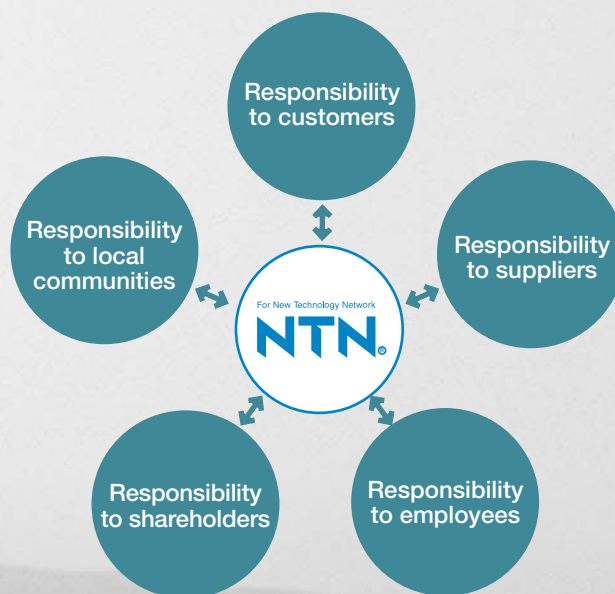 Responsibility
to customers
Responsibility
to local
communities
Responsibility
to suppliers
For New Technology Network
NTN®
Responsibility
to shareholders
Responsibility
to employees